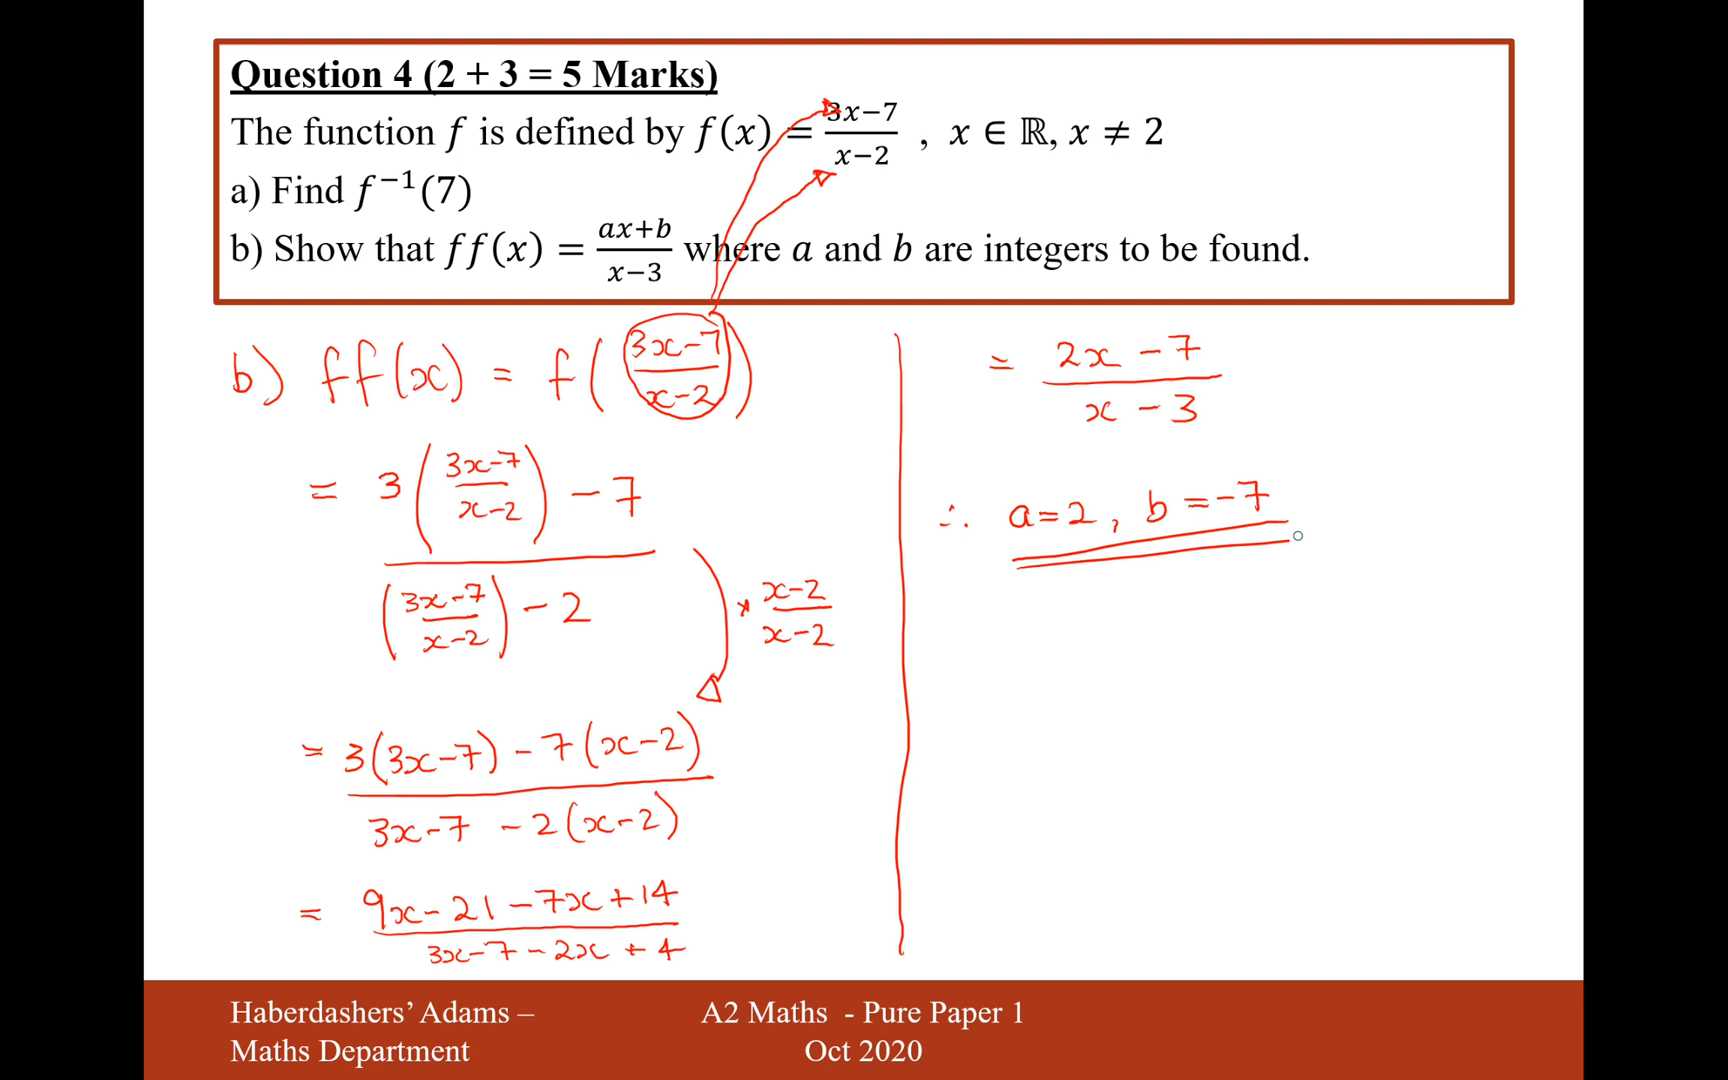 Question 4 (2 + 3 = 5 Marks)
The function f is defined by f(x) = (3x−7)/(x−2) , x ∈ ℝ, x ≠ 2
a) Find f⁻¹(7)
b) Show that ff(x) = (ax+b)/(x−3) where a and b are integers to be found.
b) ff(x) = f((3x-7)/(x-2))
= (3((3x-7)/(x-2)) - 7)/(((3x-7)/(x-2)) - 2)
× (x-2)/(x-2)
= (3(3x-7) - 7(x-2))/(3x-7 - 2(x-2))
= (9x-21-7x+14)/(3x-7-2x+4)
= (2x-7)/(x-3)
∴ a=2, b=-7
Haberdashers’ Adams –
Maths Department
A2 Maths - Pure Paper 1
Oct 2020